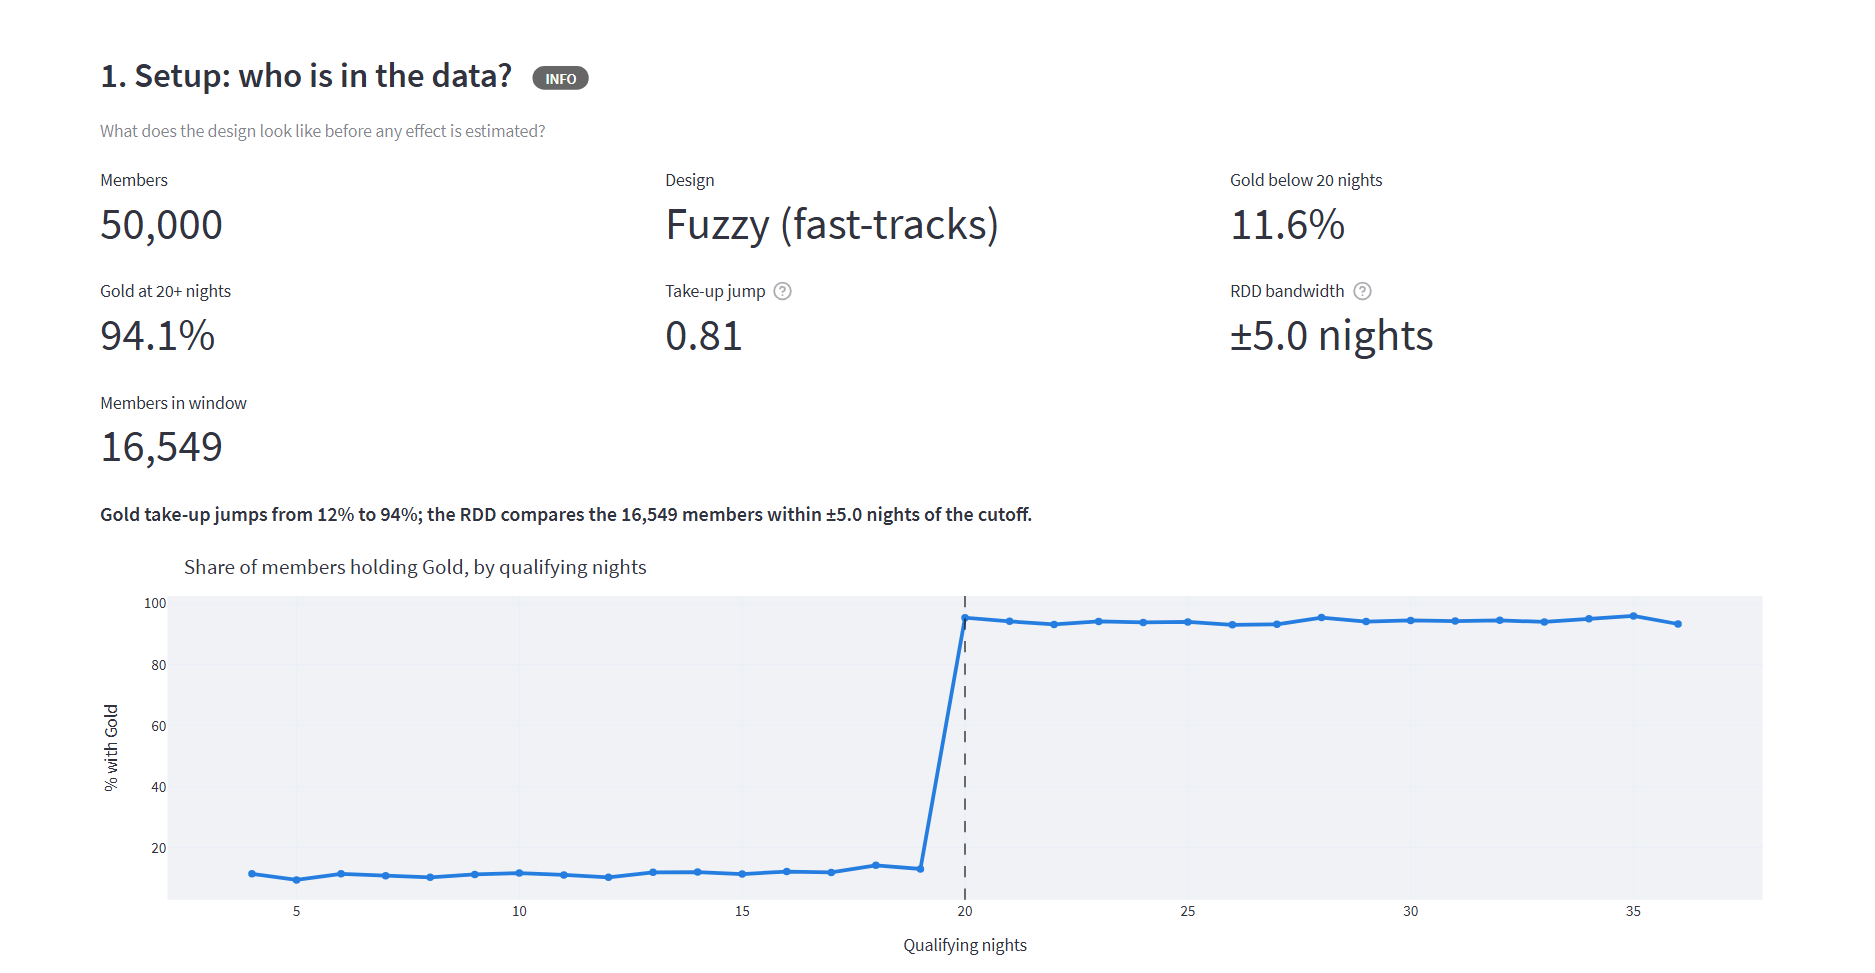 1. Setup: who is in the data? INFO
What does the design look like before any effect is estimated?
Members
50,000
Design
Fuzzy (fast-tracks)
Gold below 20 nights
11.6%
Gold at 20+ nights
94.1%
Take-up jump ?
0.81
RDD bandwidth ?
±5.0 nights
Members in window
16,549
Gold take-up jumps from 12% to 94%; the RDD compares the 16,549 members within ±5.0 nights of the cutoff.
Share of members holding Gold, by qualifying nights
% with Gold
100
80
60
40
20
5 10 15 20 25 30 35
Qualifying nights